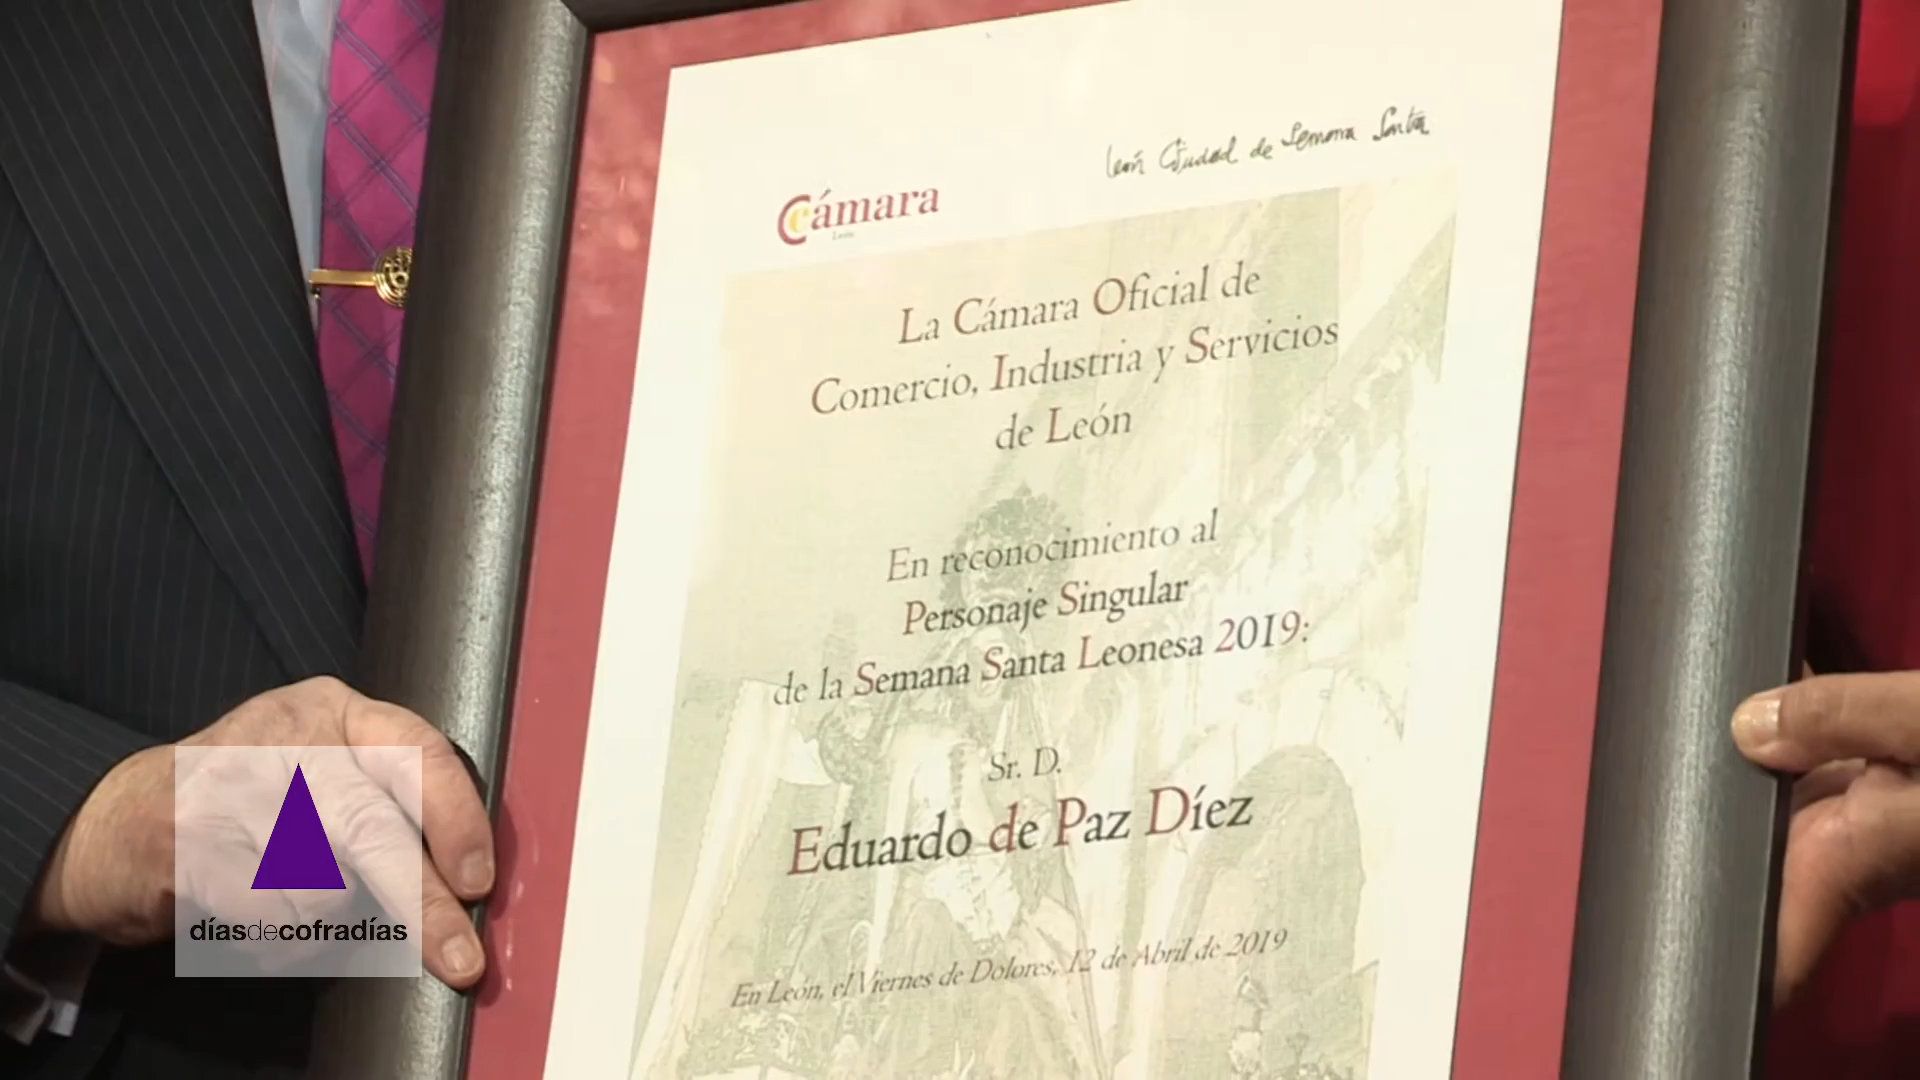 León Ciudad de Semana Santa
Cámara
León
La Cámara Oficial de
Comercio, Industria y Servicios
de León
En reconocimiento al
Personaje Singular
de la Semana Santa Leonesa 2019:
Sr. D.
Eduardo de Paz Díez
En León, el Viernes de Dolores, 12 de Abril de 2019
díasdecofradías